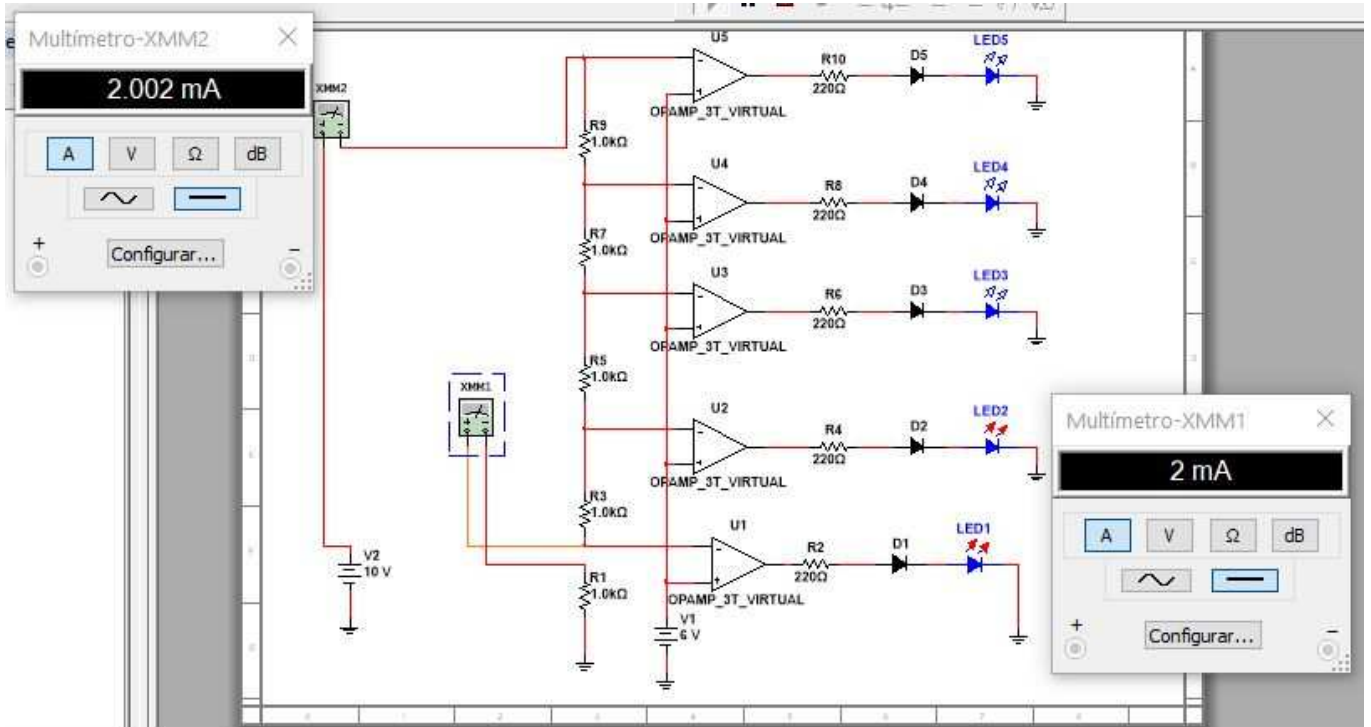 Multímetro-XMM2
2.002 mA
A
V
Ω
dB
+
Configurar...
−
XMM2
U5
OPAMP_3T_VIRTUAL
R10
220Ω
D5
LED5
R9
1.0kΩ
U4
OPAMP_3T_VIRTUAL
R8
220Ω
D4
LED4
R7
1.0kΩ
U3
OPAMP_3T_VIRTUAL
R6
220Ω
D3
LED3
R5
1.0kΩ
XMM1
U2
OPAMP_3T_VIRTUAL
R4
220Ω
D2
LED2
R3
1.0kΩ
U1
OPAMP_3T_VIRTUAL
R2
220Ω
D1
LED1
V2
10 V
R1
1.0kΩ
V1
6 V
Multímetro-XMM1
2 mA
A
V
Ω
dB
+
Configurar...
−